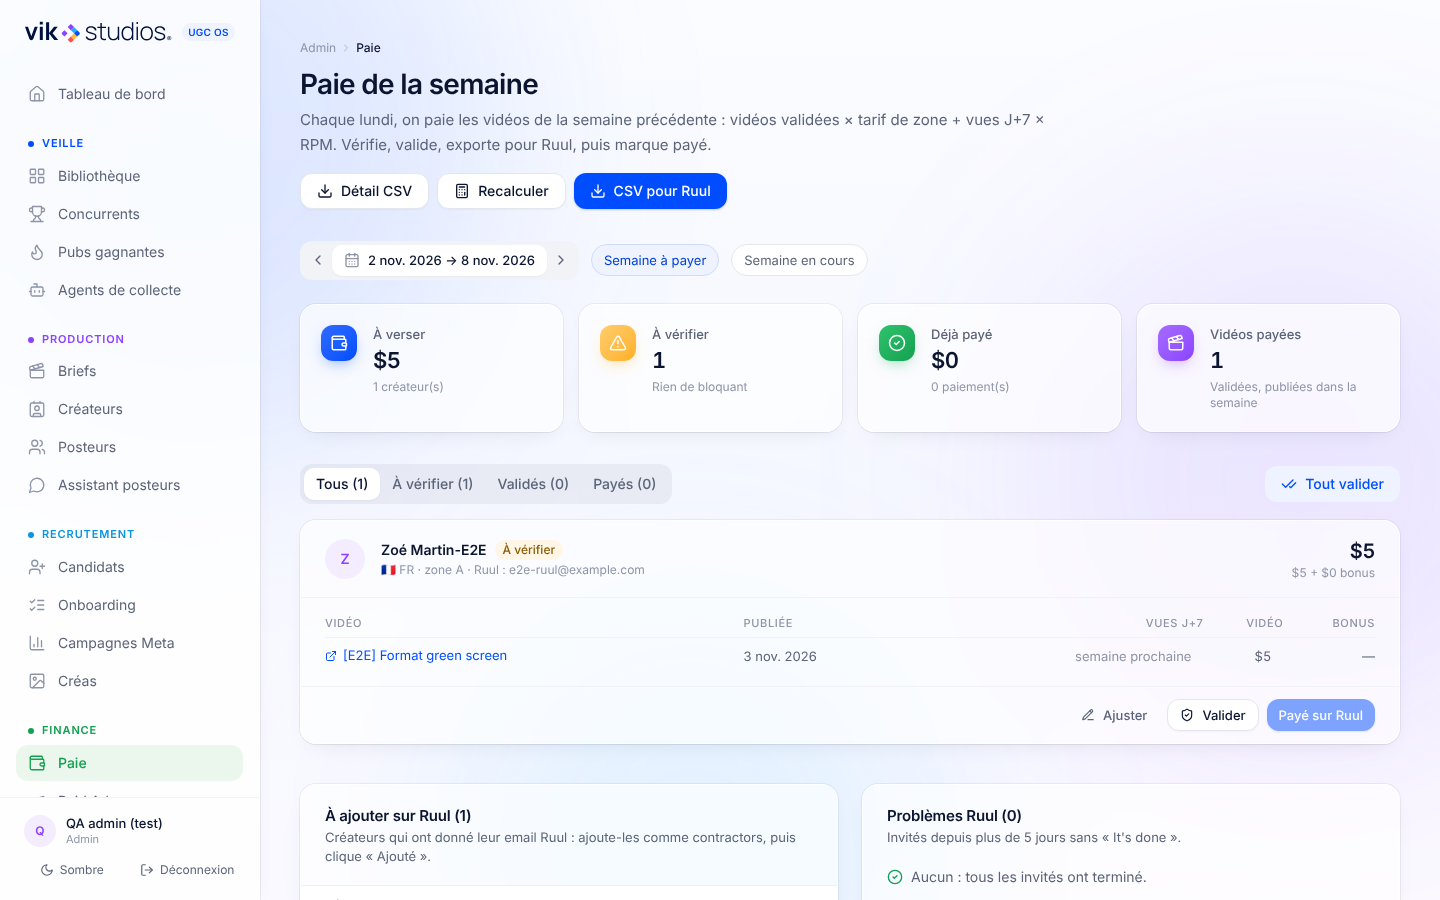 vik studios®
UGC OS
Tableau de bord
VEILLE
Bibliothèque
Concurrents
Pubs gagnantes
Agents de collecte
PRODUCTION
Briefs
Créateurs
Posteurs
Assistant posteurs
RECRUTEMENT
Candidats
Onboarding
Campagnes Meta
Créas
FINANCE
Paie
Q
QA admin (test)
Admin
Sombre
Déconnexion
Admin > Paie
Paie de la semaine
Chaque lundi, on paie les vidéos de la semaine précédente : vidéos validées × tarif de zone + vues J+7 ×
RPM. Vérifie, valide, exporte pour Ruul, puis marque payé.
Détail CSV
Recalculer
CSV pour Ruul
2 nov. 2026 → 8 nov. 2026
Semaine à payer
Semaine en cours
À verser
$5
1 créateur(s)
À vérifier
1
Rien de bloquant
Déjà payé
$0
0 paiement(s)
Vidéos payées
1
Validées, publiées dans la
semaine
Tous (1)
À vérifier (1)
Validés (0)
Payés (0)
Tout valider
Z
Zoé Martin-E2E
À vérifier
🇫🇷 FR · zone A · Ruul : e2e-ruul@example.com
$5
$5 + $0 bonus
VIDÉO
PUBLIÉE
VUES J+7
VIDÉO
BONUS
[E2E] Format green screen
3 nov. 2026
semaine prochaine
$5
—
Ajuster
Valider
Payé sur Ruul
À ajouter sur Ruul (1)
Créateurs qui ont donné leur email Ruul : ajoute-les comme contractors, puis
clique « Ajouté ».
Problèmes Ruul (0)
Invités depuis plus de 5 jours sans « It's done ».
Aucun : tous les invités ont terminé.